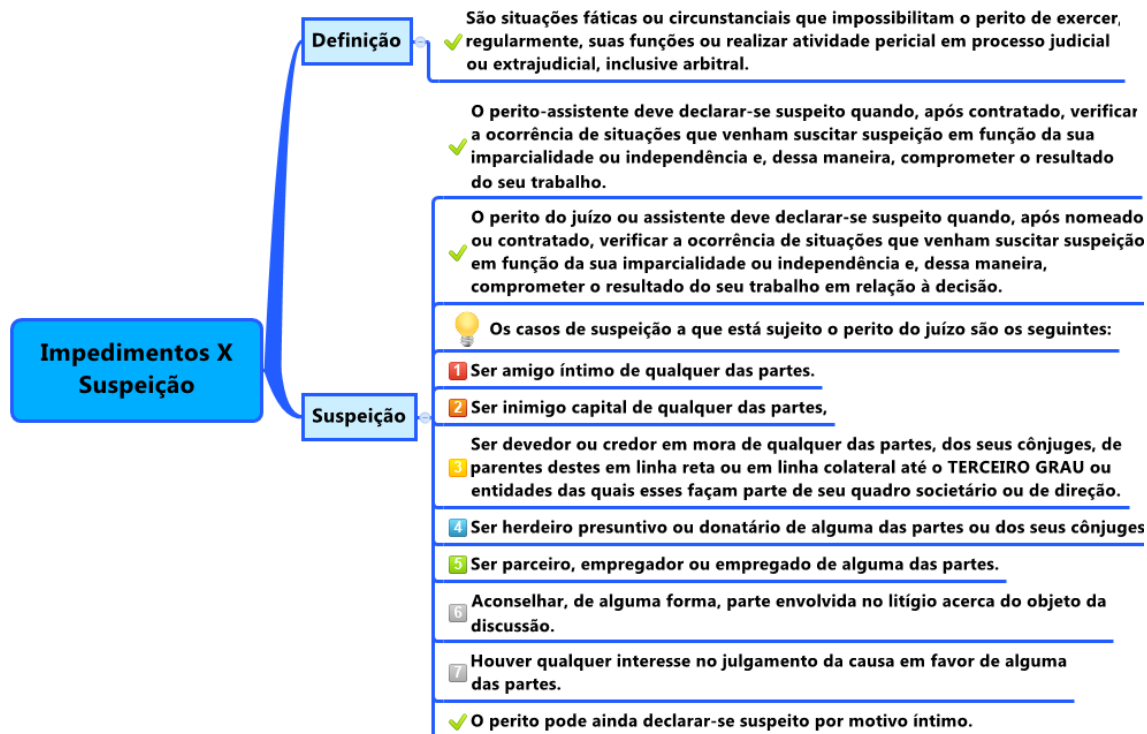 São situações fáticas ou circunstanciais que impossibilitam o perito de exercer,
regularmente, suas funções ou realizar atividade pericial em processo judicial
ou extrajudicial, inclusive arbitral.
Definição
O perito-assistente deve declarar-se suspeito quando, após contratado, verificar
a ocorrência de situações que venham suscitar suspeição em função da sua
imparcialidade ou independência e, dessa maneira, comprometer o resultado
do seu trabalho.
O perito do juízo ou assistente deve declarar-se suspeito quando, após nomeado
ou contratado, verificar a ocorrência de situações que venham suscitar suspeição
em função da sua imparcialidade ou independência e, dessa maneira,
comprometer o resultado do seu trabalho em relação à decisão.
Os casos de suspeição a que está sujeito o perito do juízo são os seguintes:
Impedimentos X
Suspeição
1 Ser amigo íntimo de qualquer das partes.
2 Ser inimigo capital de qualquer das partes,
Suspeição
3 Ser devedor ou credor em mora de qualquer das partes, dos seus cônjuges, de
parentes destes em linha reta ou em linha colateral até o TERCEIRO GRAU ou
entidades das quais esses façam parte de seu quadro societário ou de direção.
4 Ser herdeiro presuntivo ou donatário de alguma das partes ou dos seus cônjuges
5 Ser parceiro, empregador ou empregado de alguma das partes.
6 Aconselhar, de alguma forma, parte envolvida no litígio acerca do objeto da
discussão.
7 Houver qualquer interesse no julgamento da causa em favor de alguma
das partes.
O perito pode ainda declarar-se suspeito por motivo íntimo.